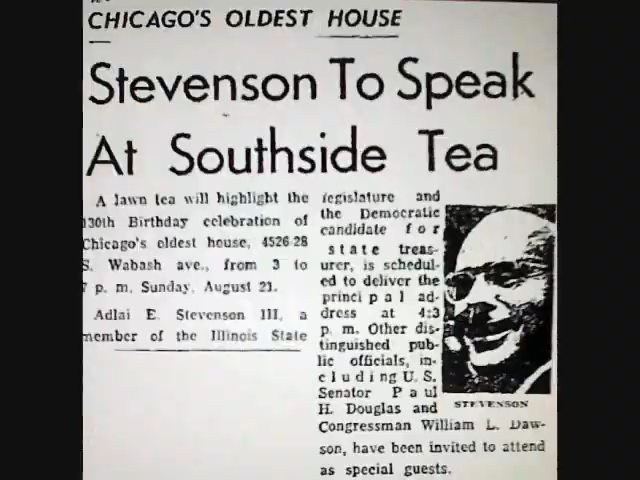 CHICAGO'S OLDEST HOUSE
Stevenson To Speak
At Southside Tea
A lawn tea will highlight the
130th Birthday celebration of
Chicago's oldest house, 4526-28
S. Wabash ave., from 3 to
7 p. m. Sunday, August 21.
Adlai E. Stevenson III, a
member of the Illinois State
legislature and
the Democratic
candidate for
state treas-
urer, is schedul-
ed to deliver the
principal ad-
dress at 4:3
p. m. Other dis-
tinguished pub-
lic officials, in-
cluding U. S.
Senator Paul
H. Douglas and
Congressman William L. Daw-
son, have been invited to attend
as special guests.
STEVENSON